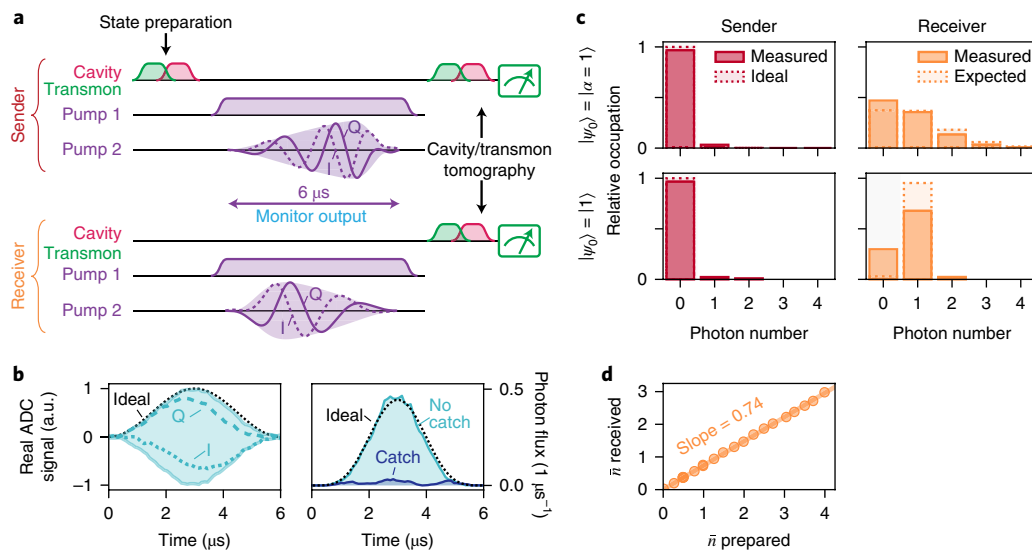 a
State preparation
Sender
Cavity
Transmon
Pump 1
Pump 2
Q
I
Cavity/transmon
tomography
6 μs
Monitor output
Receiver
Cavity
Transmon
Pump 1
Pump 2
Q
I
b
Real ADC
signal (a.u.)
1
0
−1
Ideal
Q
I
0 2 4 6
Time (μs)
Ideal
No
catch
Catch
0 2 4 6
Time (μs)
0.5
0.0
Photon flux (1 μs⁻¹)
c
Sender
Receiver
|ψ₀⟩ = |α = 1⟩
|ψ₀⟩ = |1⟩
Relative occupation
1
0
Measured
Ideal
Measured
Expected
1
0
0 1 2 3 4
Photon number
0 1 2 3 4
Photon number
d
n̄ received
3
2
1
0
Slope = 0.74
0 1 2 3 4
n̄ prepared